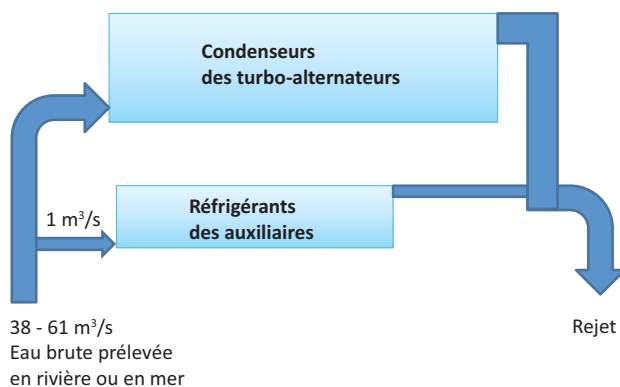 Condenseurs
des turbo-alternateurs
1 m³/s
Réfrigérants
des auxiliaires
38 - 61 m³/s
Eau brute prélevée
en rivière ou en mer
Rejet